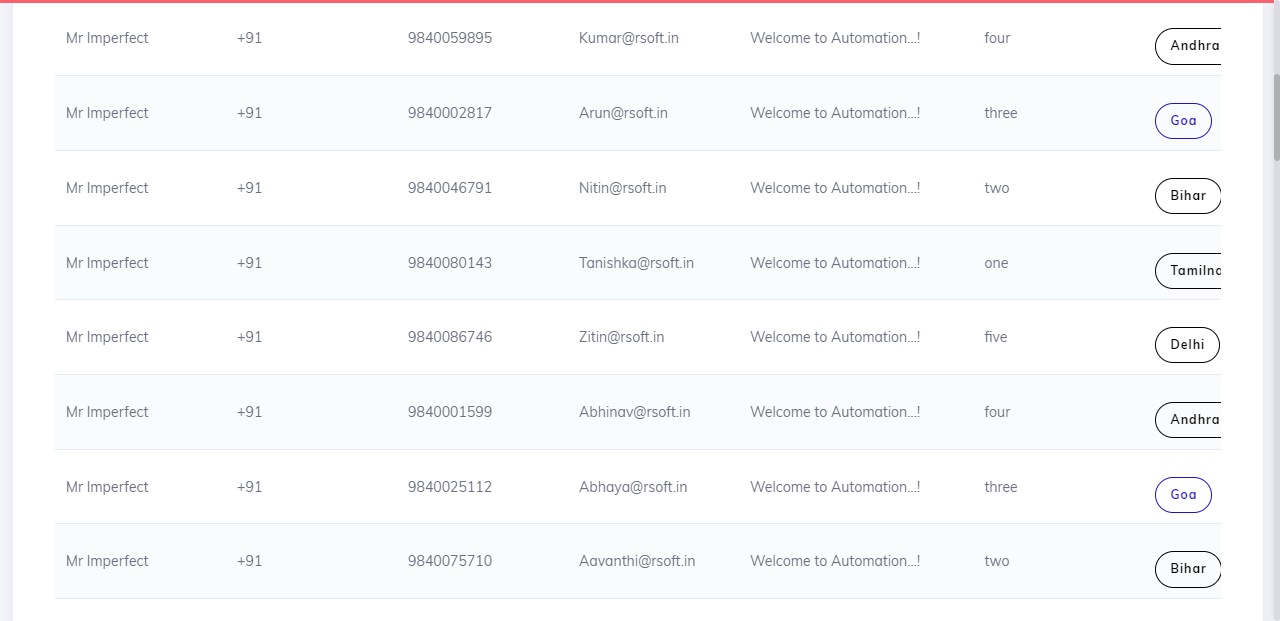 Mr Imperfect +91 9840059895 Kumar@rsoft.in Welcome to Automation...! four Andhra
Mr Imperfect +91 9840002817 Arun@rsoft.in Welcome to Automation...! three Goa
Mr Imperfect +91 9840046791 Nitin@rsoft.in Welcome to Automation...! two Bihar
Mr Imperfect +91 9840080143 Tanishka@rsoft.in Welcome to Automation...! one
Mr Imperfect +91 9840086746 Zitin@rsoft.in Welcome to Automation...! five Delhi
Mr Imperfect +91 9840001599 Abhinav@rsoft.in Welcome to Automation...! four Andhra
Mr Imperfect +91 9840025112 Abhaya@rsoft.in Welcome to Automation...! three Goa
Mr Imperfect +91 9840075710 Aavanthi@rsoft.in Welcome to Automation...! two Bihar